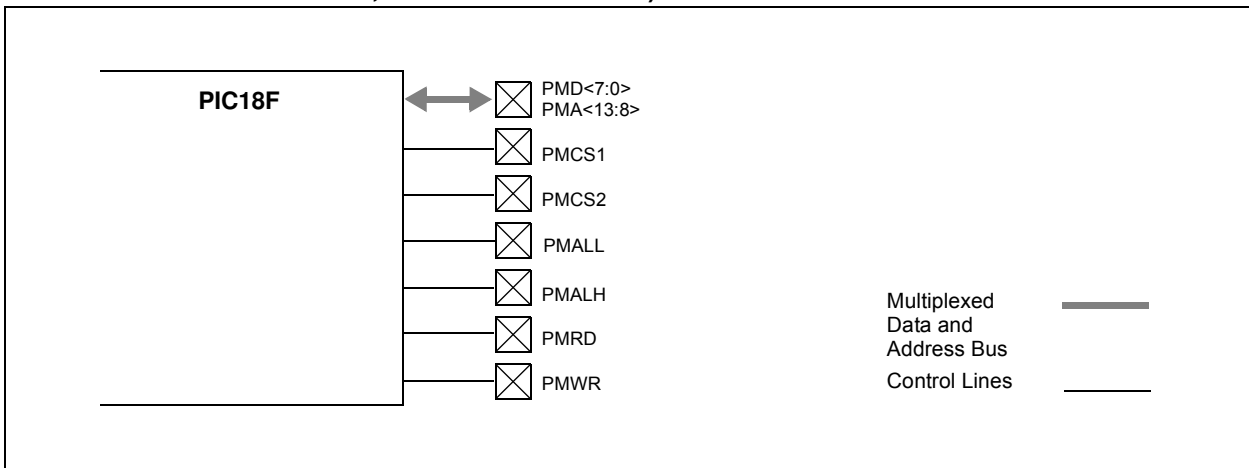 PIC18F
PMD<7:0>
PMA<13:8>
PMCS1
PMCS2
PMALL
PMALH
PMRD
PMWR
Multiplexed
Data and
Address Bus
Control Lines